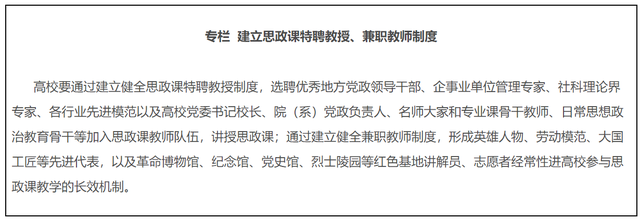 专栏 建立思政课特聘教授、兼职教师制度
高校要通过建立健全思政课特聘教授制度，选聘优秀地方党政领导干部、企事业单位管理专家、社科理论界
专家、各行业先进模范以及高校党委书记校长、院（系）党政负责人、名师大家和专业课骨干教师、日常思想政
治教育骨干等加入思政课教师队伍，讲授思政课；通过建立健全兼职教师制度，形成英雄人物、劳动模范、大国
工匠等先进代表，以及革命博物馆、纪念馆、党史馆、烈士陵园等红色基地讲解员、志愿者经常性进高校参与思
政课教学的长效机制。